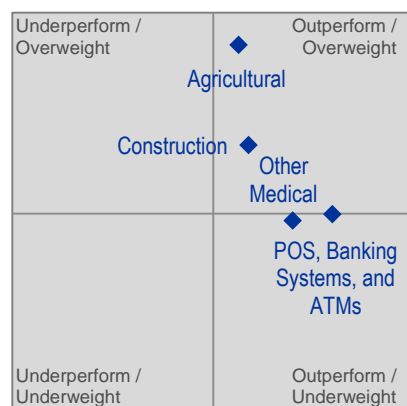 Underperform /
Overweight
Outperform /
Overweight
Agricultural
Construction
Other
Medical
POS, Banking
Systems, and
ATMs
Underperform /
Underweight
Outperform /
Underweight